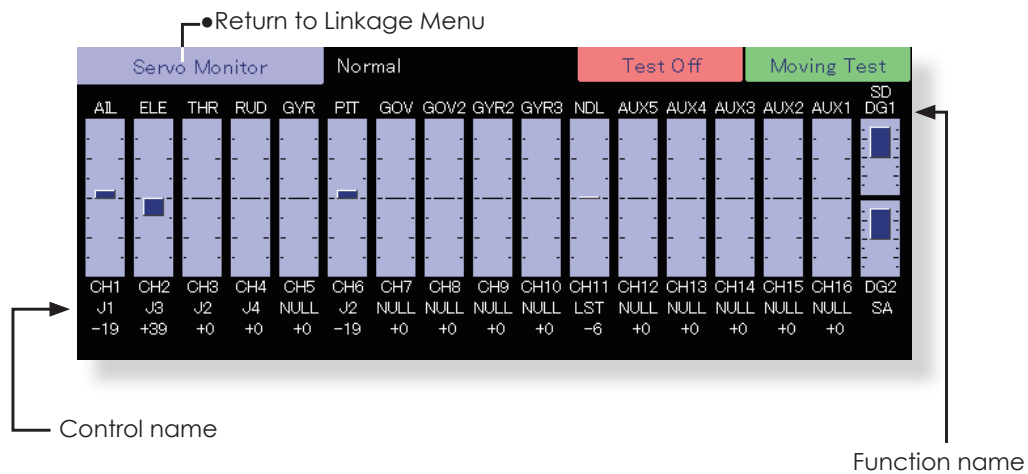 ●Return to Linkage Menu
Servo Monitor Normal Test Off Moving Test
SD
AIL ELE THR RUD GYR PIT GOV GOV2 GYR2 GYR3 NDL AUX5 AUX4 AUX3 AUX2 AUX1 DG1
CH1 CH2 CH3 CH4 CH5 CH6 CH7 CH8 CH9 CH10 CH11 CH12 CH13 CH14 CH15 CH16 DG2
J1 J3 J2 J4 NULL J2 NULL NULL NULL NULL LST NULL NULL NULL NULL NULL SA
-19 +39 +0 +0 +0 -19 +0 +0 +0 +0 -6 +0 +0 +0 +0 +0
Control name
Function name